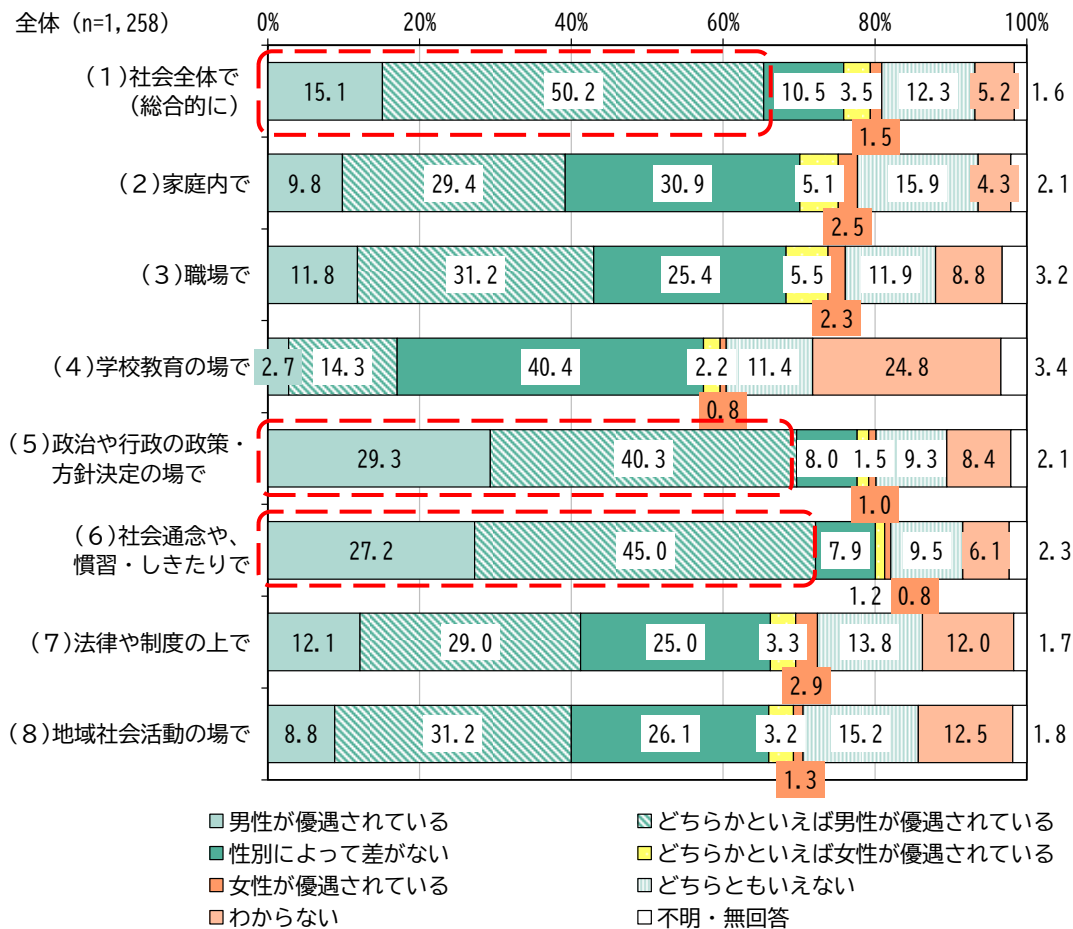 全体 (n=1,258)
0% 20% 40% 60% 80% 100%
(1)社会全体で
(総合的に)
15.1 50.2 10.5 3.5 1.5 12.3 5.2 1.6
(2)家庭内で
9.8 29.4 30.9 5.1 2.5 15.9 4.3 2.1
(3)職場で
11.8 31.2 25.4 5.5 2.3 11.9 8.8 3.2
(4)学校教育の場で
2.7 14.3 40.4 2.2 0.8 11.4 24.8 3.4
(5)政治や行政の政策・
方針決定の場で
29.3 40.3 8.0 1.5 1.0 9.3 8.4 2.1
(6)社会通念や、
慣習・しきたりで
27.2 45.0 7.9 1.2 0.8 9.5 6.1 2.3
(7)法律や制度の上で
12.1 29.0 25.0 3.3 2.9 13.8 12.0 1.7
(8)地域社会活動の場で
8.8 31.2 26.1 3.2 1.3 15.2 12.5 1.8
男性が優遇されている
どちらかといえば男性が優遇されている
性別によって差がない
どちらかといえば女性が優遇されている
女性が優遇されている
どちらともいえない
わからない
不明・無回答